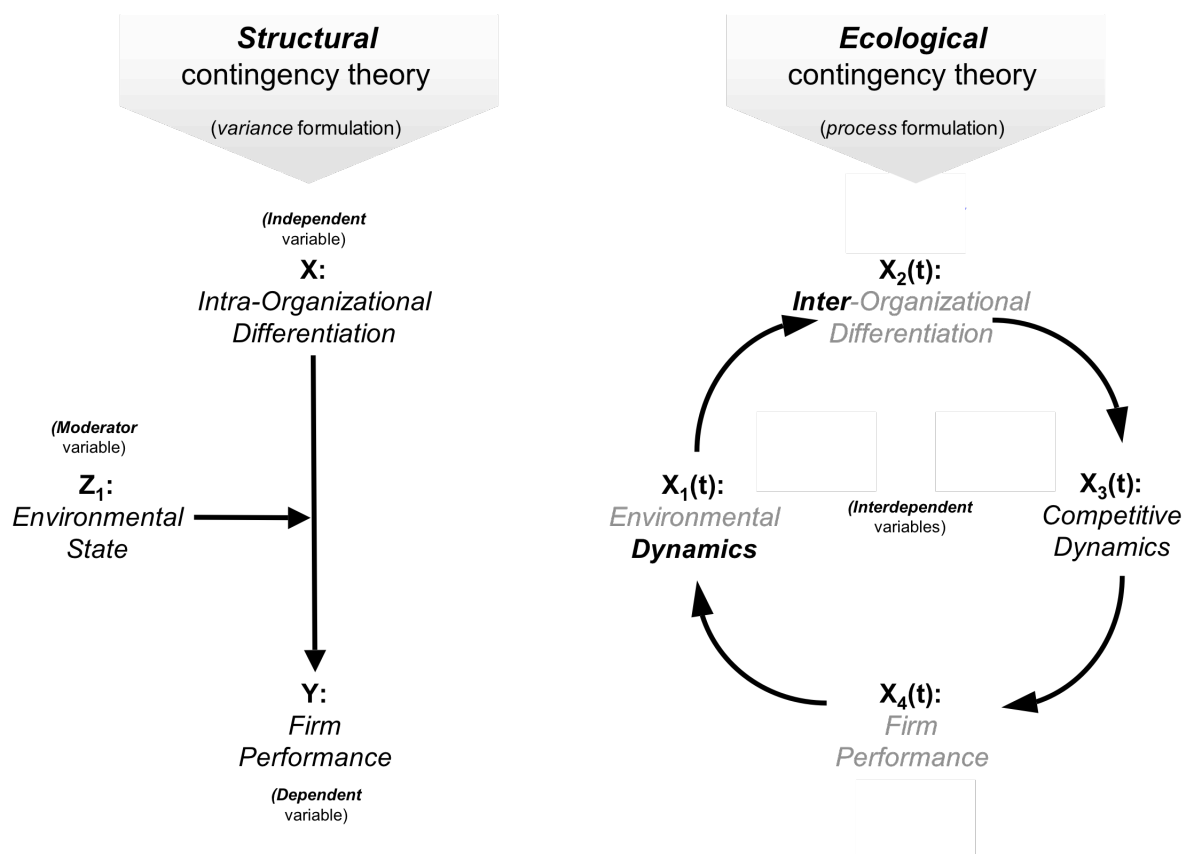 Structural
contingency theory
(variance formulation)
(Independent
variable)
X:
Intra-Organizational
Differentiation
(Moderator
variable)
Z1:
Environmental
State
Y:
Firm
Performance
(Dependent
variable)
Ecological
contingency theory
(process formulation)
X2(t):
Inter-Organizational
Differentiation
X1(t):
Environmental
Dynamics
(Interdependent
variables)
X3(t):
Competitive
Dynamics
X4(t):
Firm
Performance